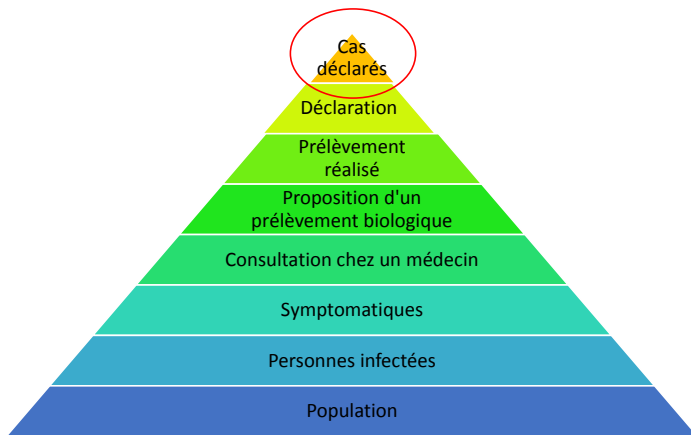 Cas
déclarés
Déclaration
Prélèvement
réalisé
Proposition d'un
prélèvement biologique
Consultation chez un médecin
Symptomatiques
Personnes infectées
Population